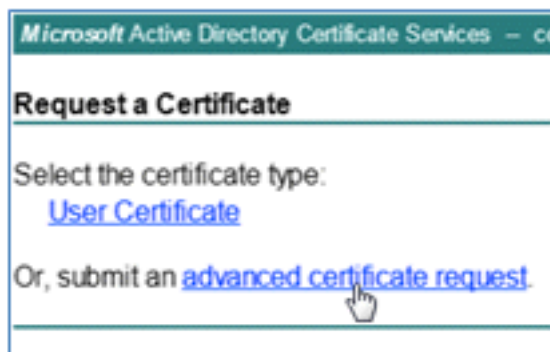 Microsoft Active Directory Certificate Services – co
Request a Certificate
Select the certificate type:
User Certificate
Or, submit an advanced certificate request.